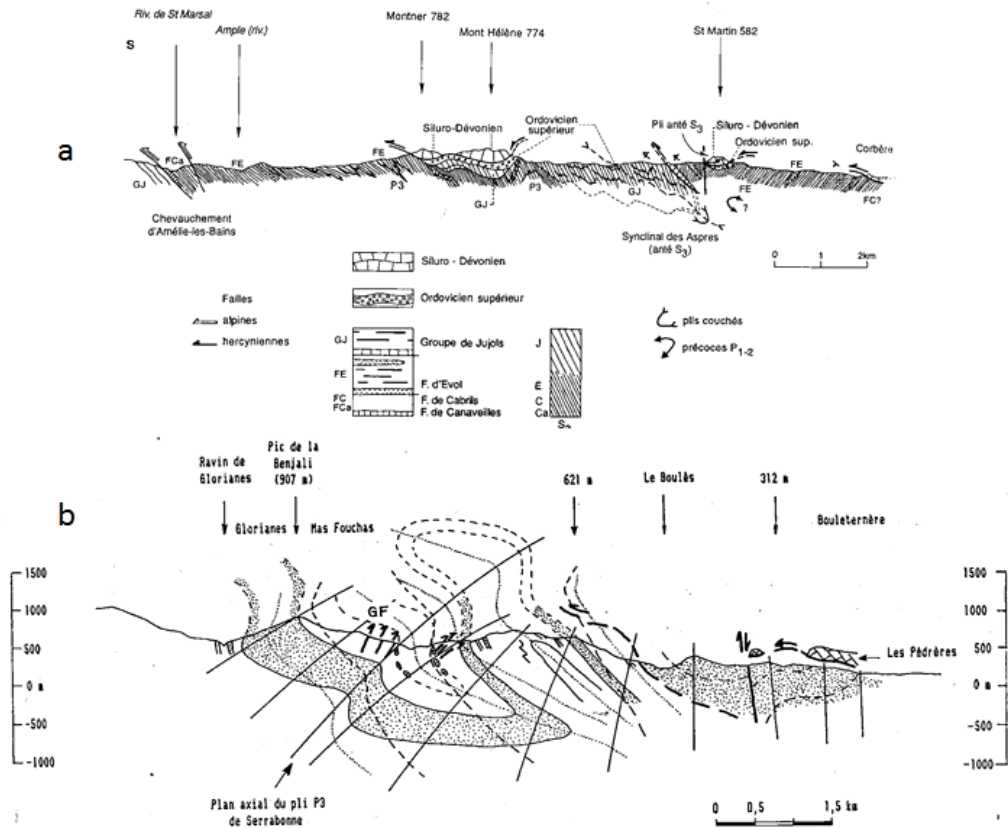 Riv. de St Marsal
Ample (riv.)
Montner 782
Mont Hélène 774
St Martin 582
S
Siluro-Dévonien
Ordovicien
supérieur
Pli anté S3
Siluro - Dévonien
Ordovicien sup.
Corbère
a
FCa
FE
FE
FE
GJ
P3
P3
GJ
GJ
FE
FC?
?
Chevauchement
d'Amélie-les-Bains
Synclinal des Aspres
(anté S3)
0 1 2km
Siluro - Dévonien
Ordovicien supérieur
Failles
alpines
hercyniennes
GJ
Groupe de Jujols
FE
F. d'Evol
FC
F. de Cabrils
FCa
F. de Canaveilles
J
E
C
Ca
plis couchés
précoces P1-2
b
Ravin de
Glorianes
Pic de la
Benjali
(907 m)
621 m
Le Boulès
312 m
Glorianes
Mas Fouchas
Bouleternère
GF
1500
1000
500
0 m
-500
-1000
1500
1000
500
0 m
-500
-1000
Les Pédrères
Plan axial du pli P3
de Serrabonne
0 0,5 1,5 km